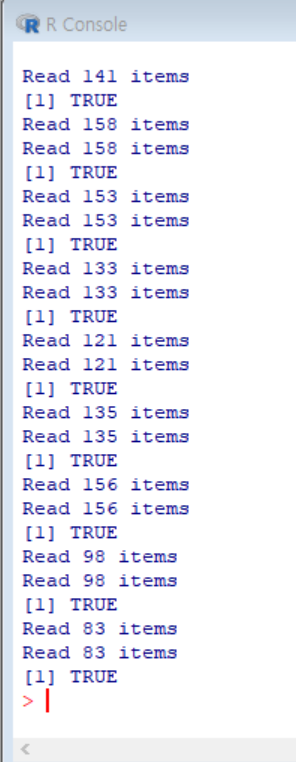 R Console
Read 141 items
[1] TRUE
Read 158 items
Read 158 items
[1] TRUE
Read 153 items
Read 153 items
[1] TRUE
Read 133 items
Read 133 items
[1] TRUE
Read 121 items
Read 121 items
[1] TRUE
Read 135 items
Read 135 items
[1] TRUE
Read 156 items
Read 156 items
[1] TRUE
Read 98 items
Read 98 items
[1] TRUE
Read 83 items
Read 83 items
[1] TRUE
>